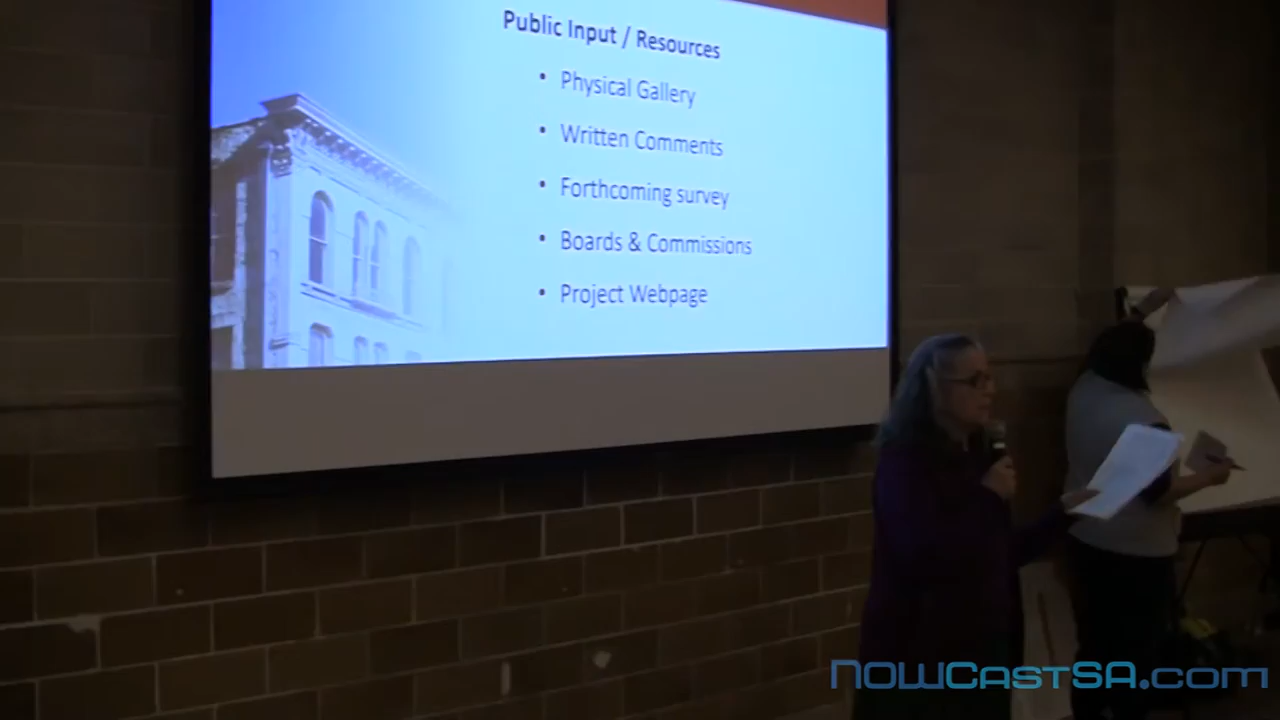 Public Input / Resources
• Physical Gallery
• Written Comments
• Forthcoming survey
• Boards & Commissions
• Project Webpage
NOWCastSA.com